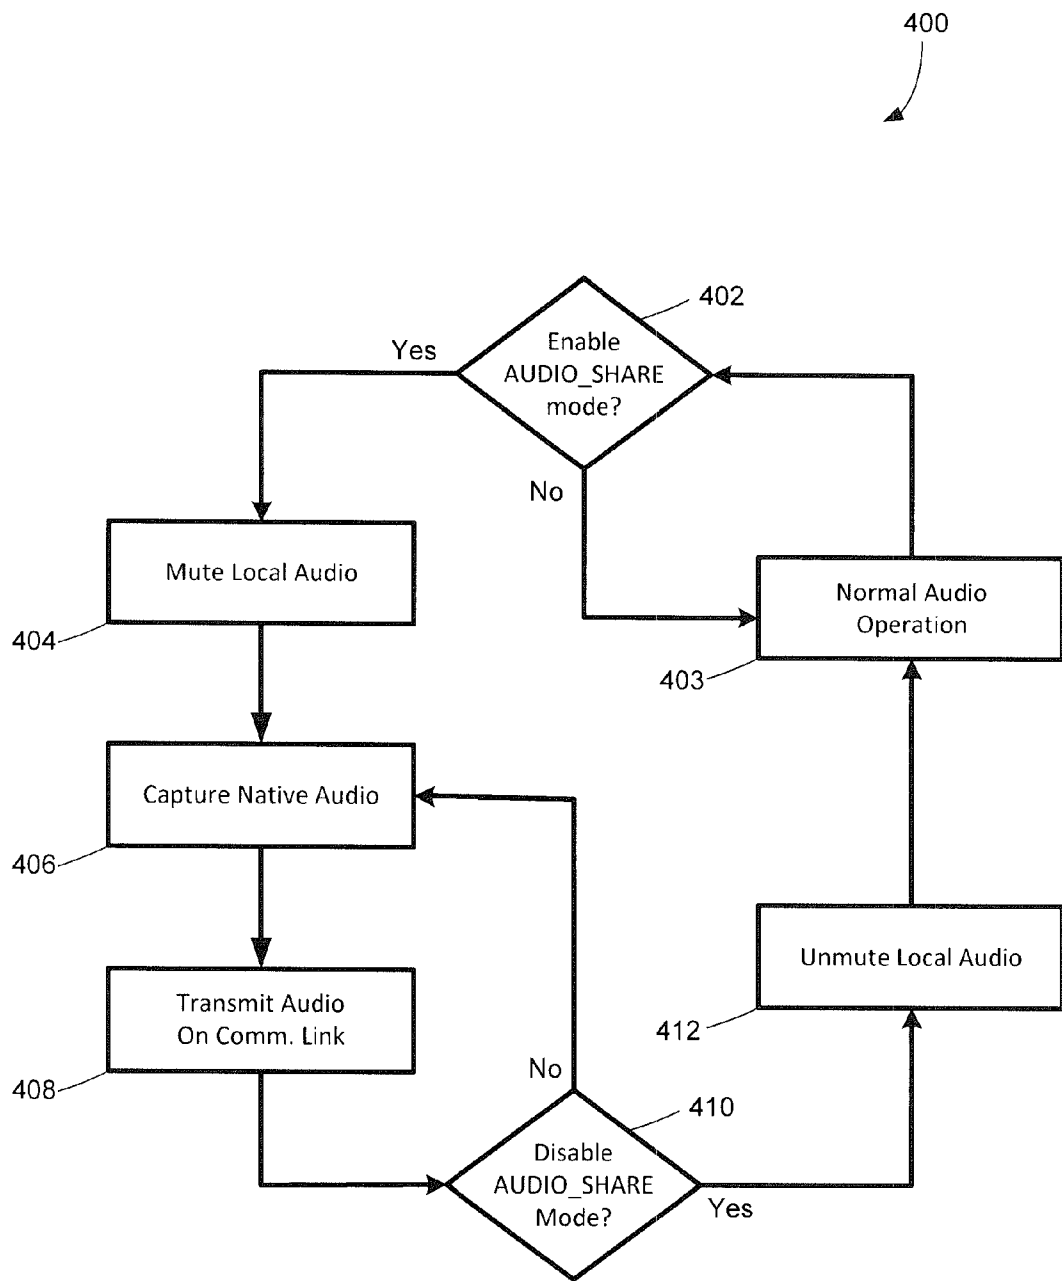 400
402
Enable
AUDIO_SHARE
mode?
Yes
No
Mute Local Audio
404
Normal Audio
Operation
403
Capture Native Audio
406
Unmute Local Audio
412
Transmit Audio
On Comm. Link
408
No
410
Disable
AUDIO_SHARE
Mode?
Yes